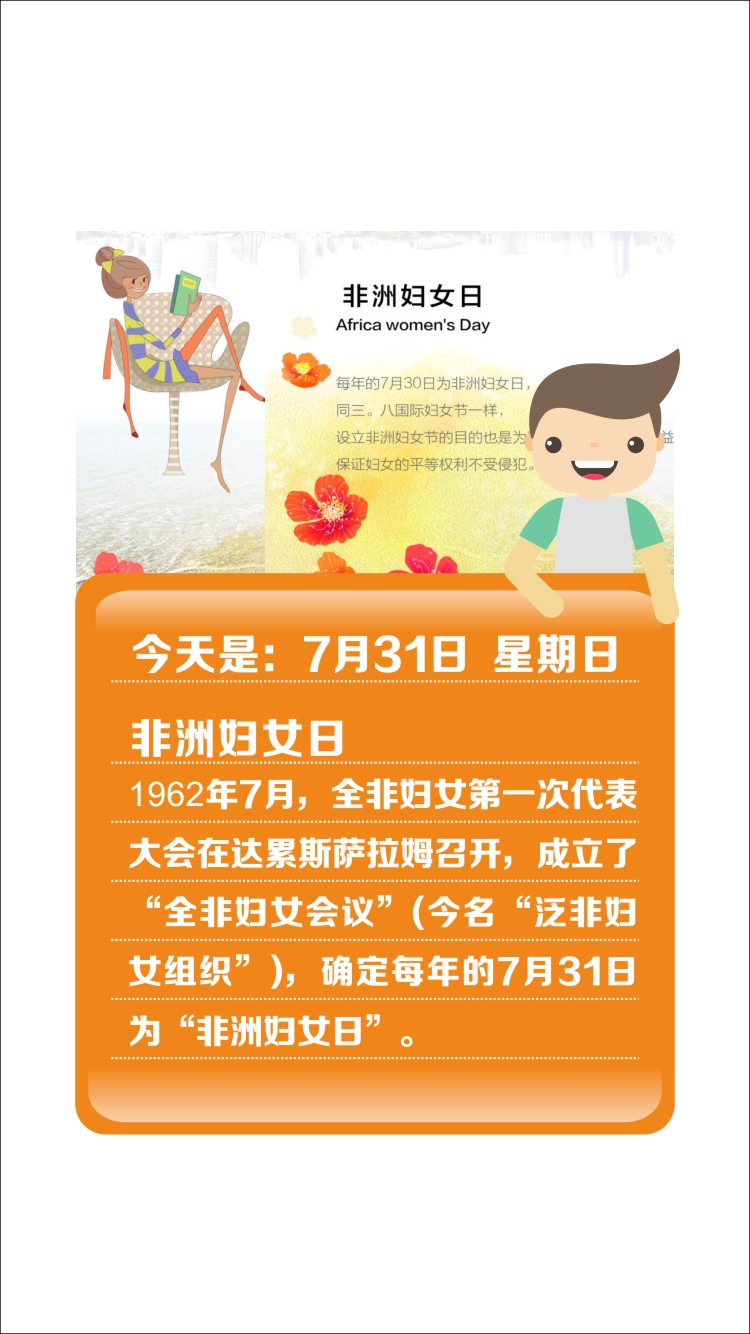 非洲妇女日
Africa women's Day
每年的7月30日为非洲妇女日，
同三。八国际妇女节一样，
设立非洲妇女节的目的也是为
益
保证妇女的平等权利不受侵犯。
今天是：7月31日 星期日
非洲妇女日
1962年7月，全非妇女第一次代表
大会在达累斯萨拉姆召开，成立了
“全非妇女会议”(今名“泛非妇
女组织”)，确定每年的7月31日
为“非洲妇女日”。